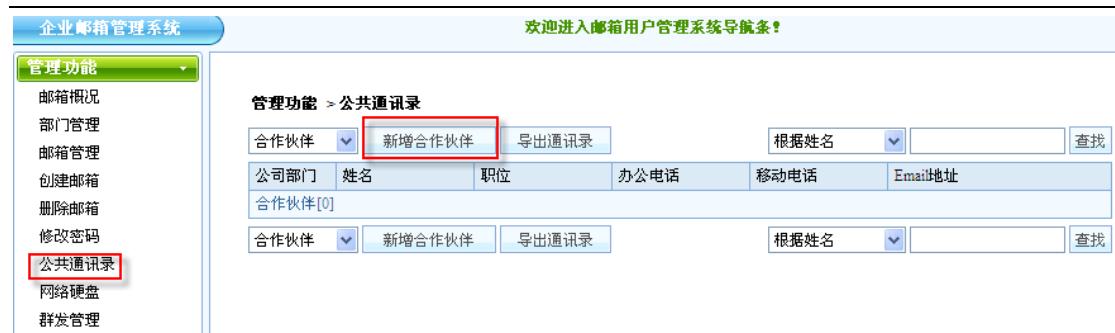 企业邮箱管理系统
欢迎进入邮箱用户管理系统导航条！
管理功能
邮箱概况
部门管理
邮箱管理
创建邮箱
删除邮箱
修改密码
公共通讯录
网络硬盘
群发管理
管理功能 >公共通讯录
合作伙伴 新增合作伙伴 导出通讯录 根据姓名 查找
公司部门 姓名 职位 办公电话 移动电话 Email地址
合作伙伴[0]
合作伙伴 新增合作伙伴 导出通讯录 根据姓名 查找